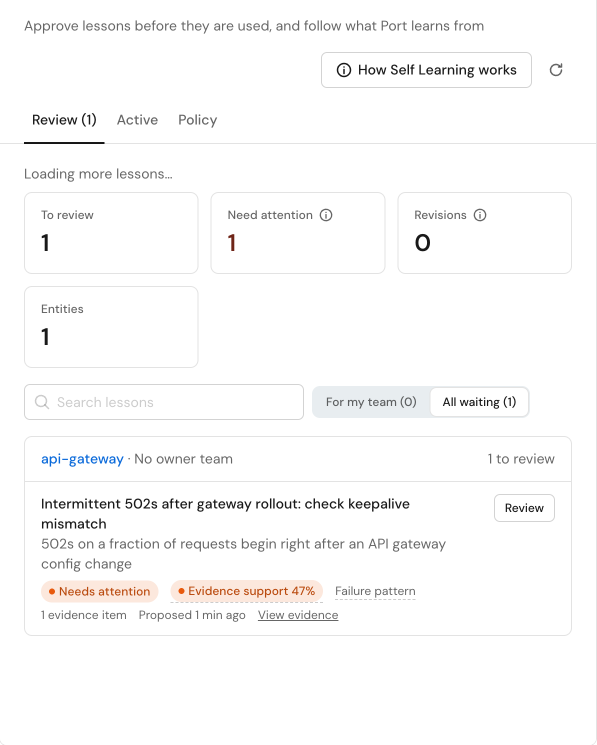 Approve lessons before they are used, and follow what Port learns from
How Self Learning works
Review (1) Active Policy
Loading more lessons...
To review
1
Need attention
1
Revisions
0
Entities
1
Search lessons
For my team (0) All waiting (1)
api-gateway · No owner team 1 to review
Intermittent 502s after gateway rollout: check keepalive
mismatch
Review
502s on a fraction of requests begin right after an API gateway
config change
Needs attention Evidence support 47% Failure pattern
1 evidence item Proposed 1 min ago View evidence